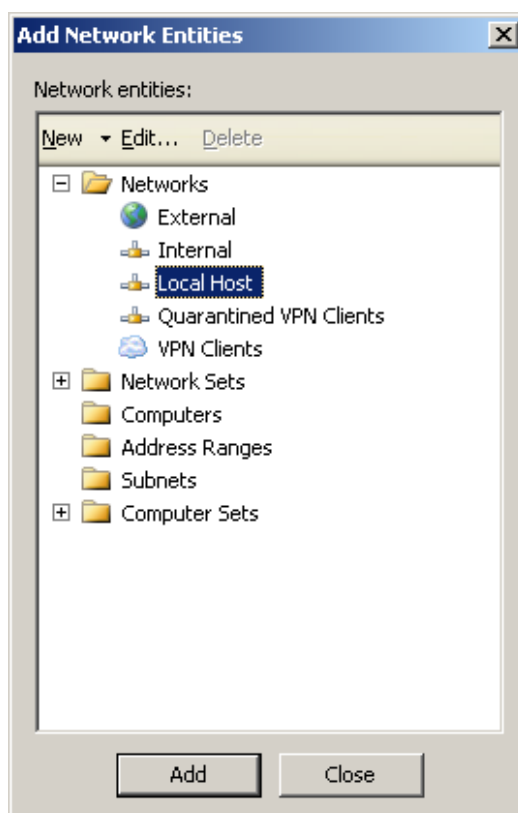 Add Network Entities
Network entities:
New Edit... Delete
Networks
External
Internal
Local Host
Quarantined VPN Clients
VPN Clients
Network Sets
Computers
Address Ranges
Subnets
Computer Sets
Add Close